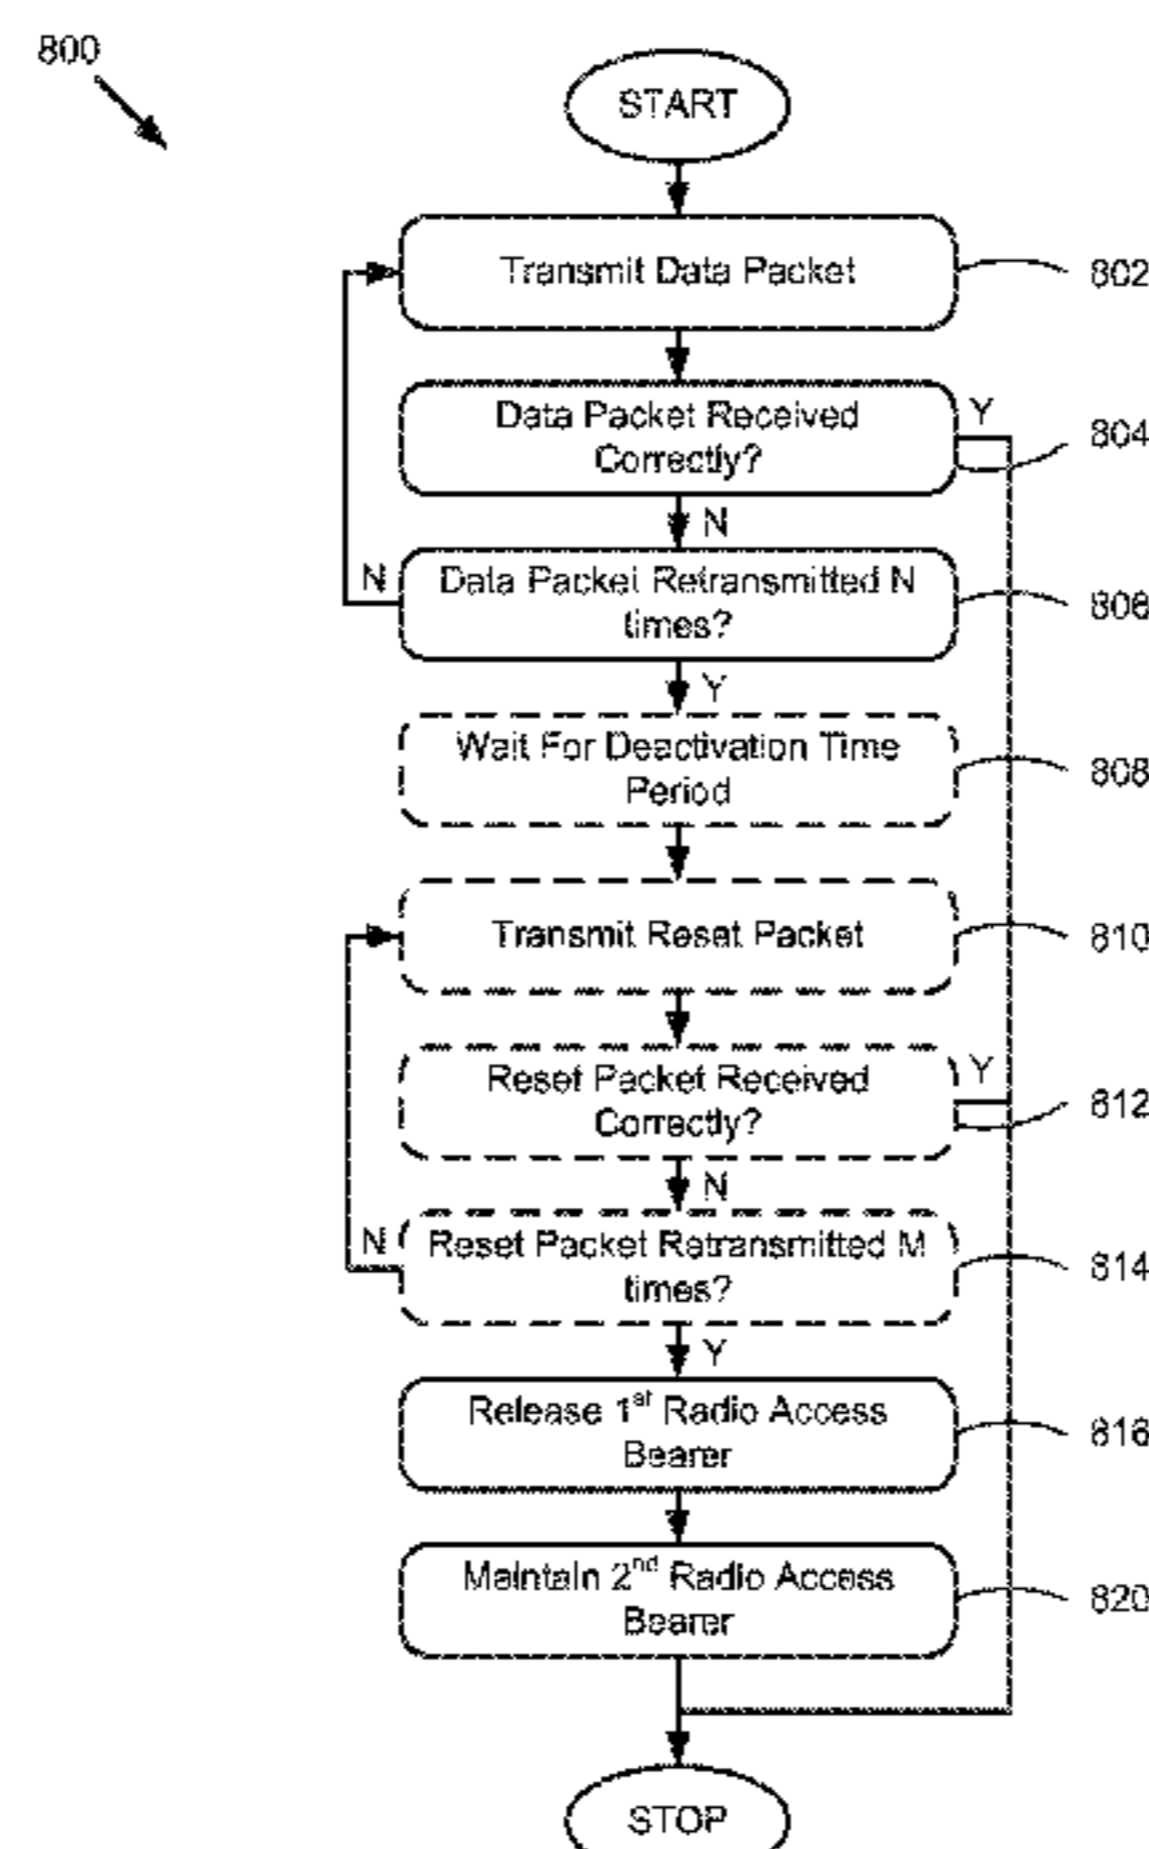 800
START
Transmit Data Packet
802
Data Packet Received
Correctly?
Y
804
N
Data Packet Retransmitted N
times?
N
806
Y
Wait For Deactivation Time
Period
808
Transmit Reset Packet
810
Reset Packet Received
Correctly?
Y
812
N
Reset Packet Retransmitted M
times?
N
814
Y
Release 1st Radio Access
Bearer
816
Maintain 2nd Radio Access
Bearer
820
STOP